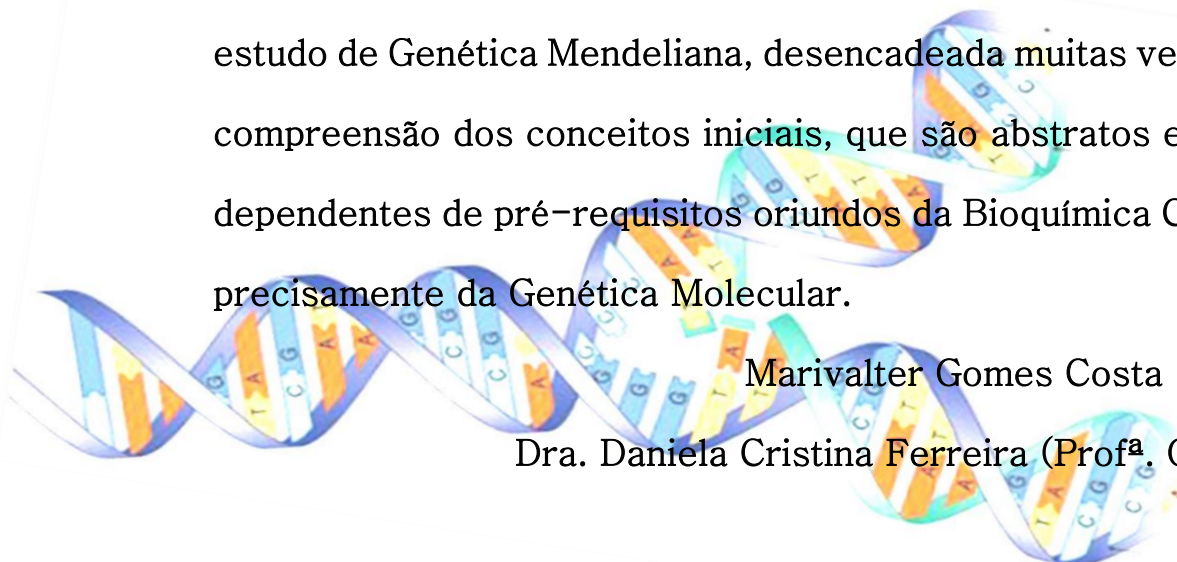 estudo de Genética Mendeliana, desencadeada muitas ve
compreensão dos conceitos iniciais, que são abstratos e
dependentes de pré-requisitos oriundos da Bioquímica C
precisamente da Genética Molecular.
Marivalter Gomes Costa
Dra. Daniela Cristina Ferreira (Profª. O